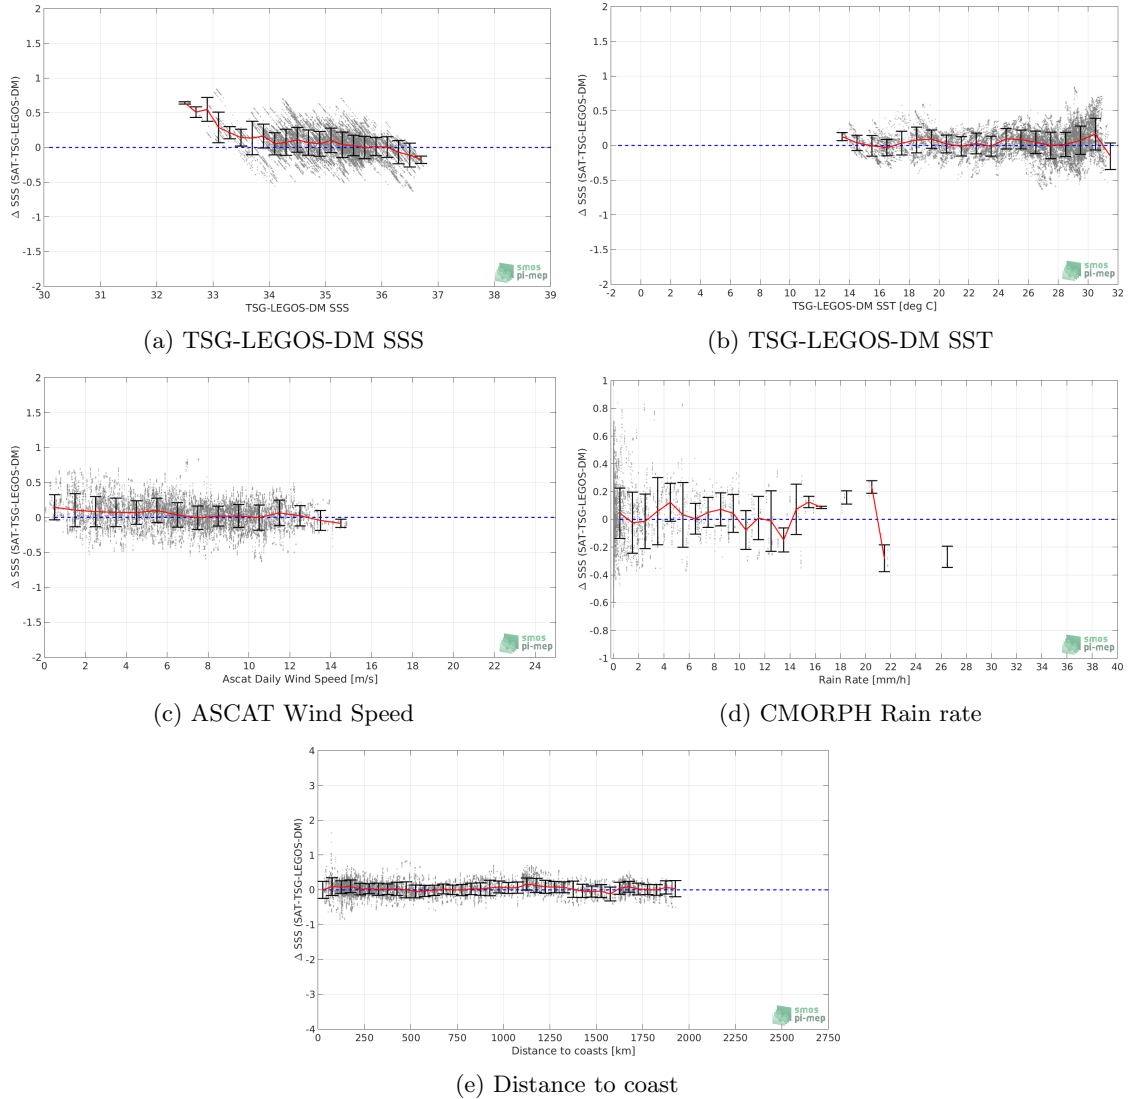 2
1.5
1
0.5
0
-0.5
-1
-1.5
-2
Δ SSS (SAT-TSG-LEGOS-DM)
30 31 32 33 34 35 36 37 38 39
TSG-LEGOS-DM SSS
smos
pi-mep
(a) TSG-LEGOS-DM SSS
2
1.5
1
0.5
0
-0.5
-1
-1.5
-2
Δ SSS (SAT-TSG-LEGOS-DM)
-2 0 2 4 6 8 10 12 14 16 18 20 22 24 26 28 30 32
TSG-LEGOS-DM SST [deg C]
smos
pi-mep
(b) TSG-LEGOS-DM SST
2
1.5
1
0.5
0
-0.5
-1
-1.5
-2
Δ SSS (SAT-TSG-LEGOS-DM)
0 2 4 6 8 10 12 14 16 18 20 22 24
Ascat Daily Wind Speed [m/s]
smos
pi-mep
(c) ASCAT Wind Speed
1
0.8
0.6
0.4
0.2
0
-0.2
-0.4
-0.6
-0.8
-1
Δ SSS (SAT-TSG-LEGOS-DM)
0 2 4 6 8 10 12 14 16 18 20 22 24 26 28 30 32 34 36 38 40
Rain Rate [mm/h]
smos
pi-mep
(d) CMORPH Rain rate
4
3
2
1
0
-1
-2
-3
-4
Δ SSS (SAT-TSG-LEGOS-DM)
0 250 500 750 1000 1250 1500 1750 2000 2250 2500 2750
Distance to coasts [km]
smos
pi-mep
(e) Distance to coast